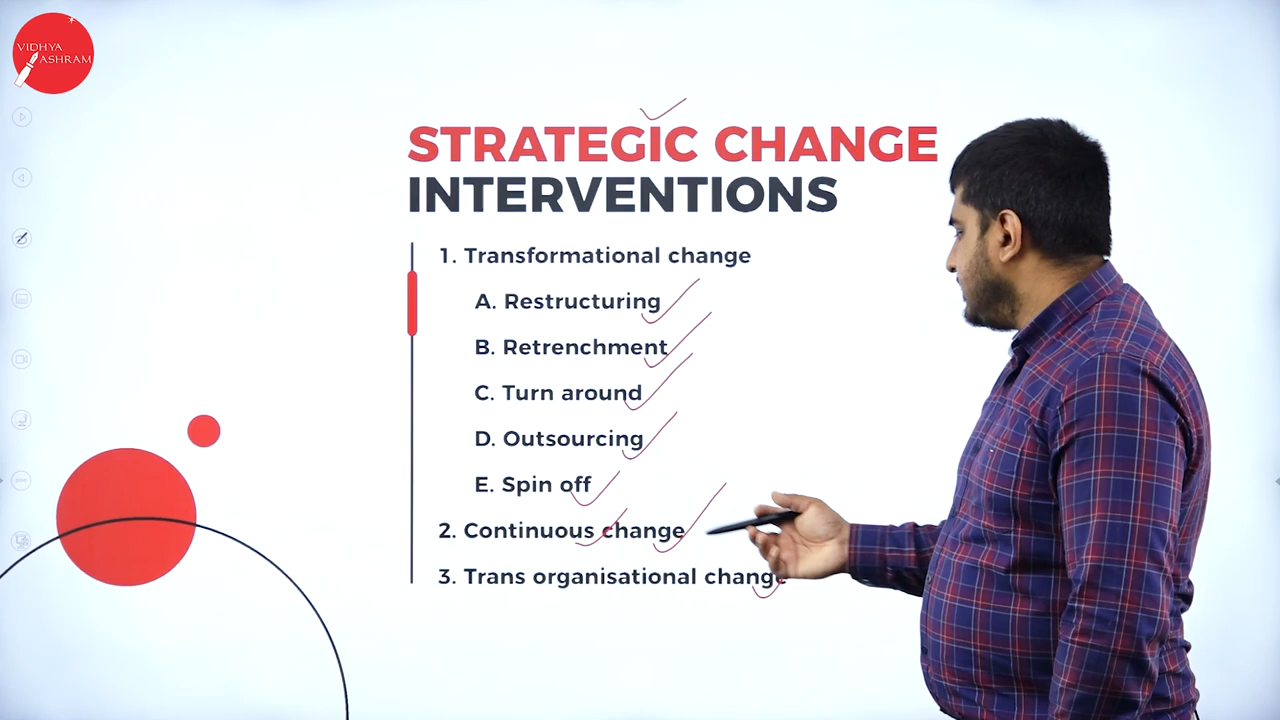 VIDHYA
ASHRAM
STRATEGIC CHANGE
INTERVENTIONS
1. Transformational change
A. Restructuring
B. Retrenchment
C. Turn around
D. Outsourcing
E. Spin off
2. Continuous change
3. Trans organisational change